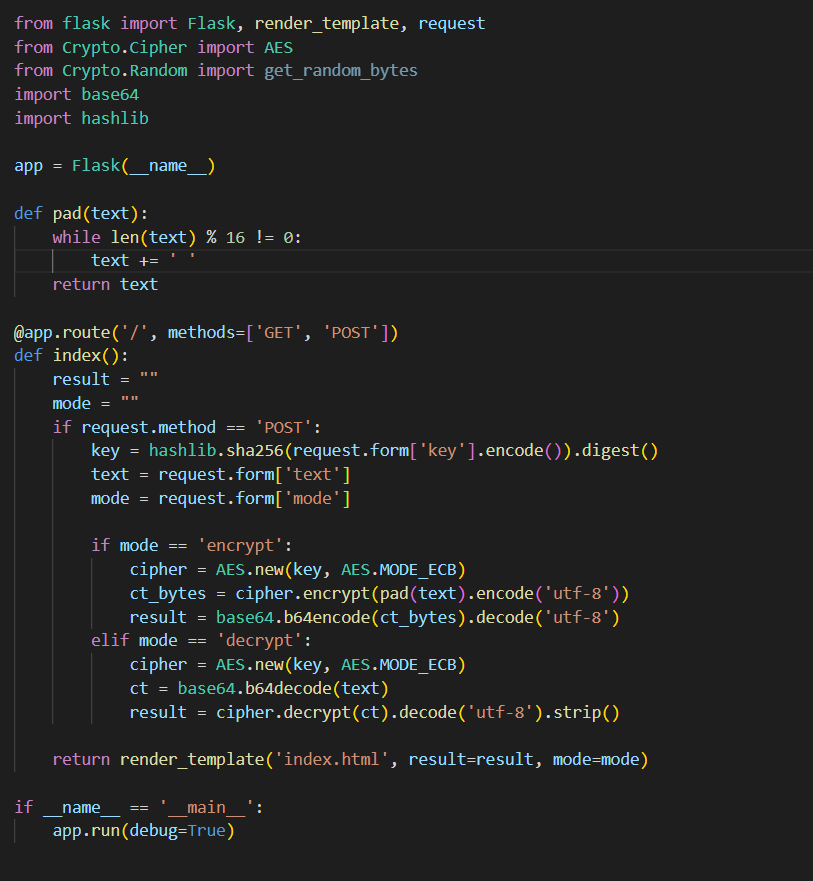 from flask import Flask, render_template, request
from Crypto.Cipher import AES
from Crypto.Random import get_random_bytes
import base64
import hashlib

app = Flask(__name__)

def pad(text):
    while len(text) % 16 != 0:
        text += ' '
    return text

@app.route('/', methods=['GET', 'POST'])
def index():
    result = ""
    mode = ""
    if request.method == 'POST':
        key = hashlib.sha256(request.form['key'].encode()).digest()
        text = request.form['text']
        mode = request.form['mode']

        if mode == 'encrypt':
            cipher = AES.new(key, AES.MODE_ECB)
            ct_bytes = cipher.encrypt(pad(text).encode('utf-8'))
            result = base64.b64encode(ct_bytes).decode('utf-8')
        elif mode == 'decrypt':
            cipher = AES.new(key, AES.MODE_ECB)
            ct = base64.b64decode(text)
            result = cipher.decrypt(ct).decode('utf-8').strip()

    return render_template('index.html', result=result, mode=mode)

if __name__ == '__main__':
    app.run(debug=True)